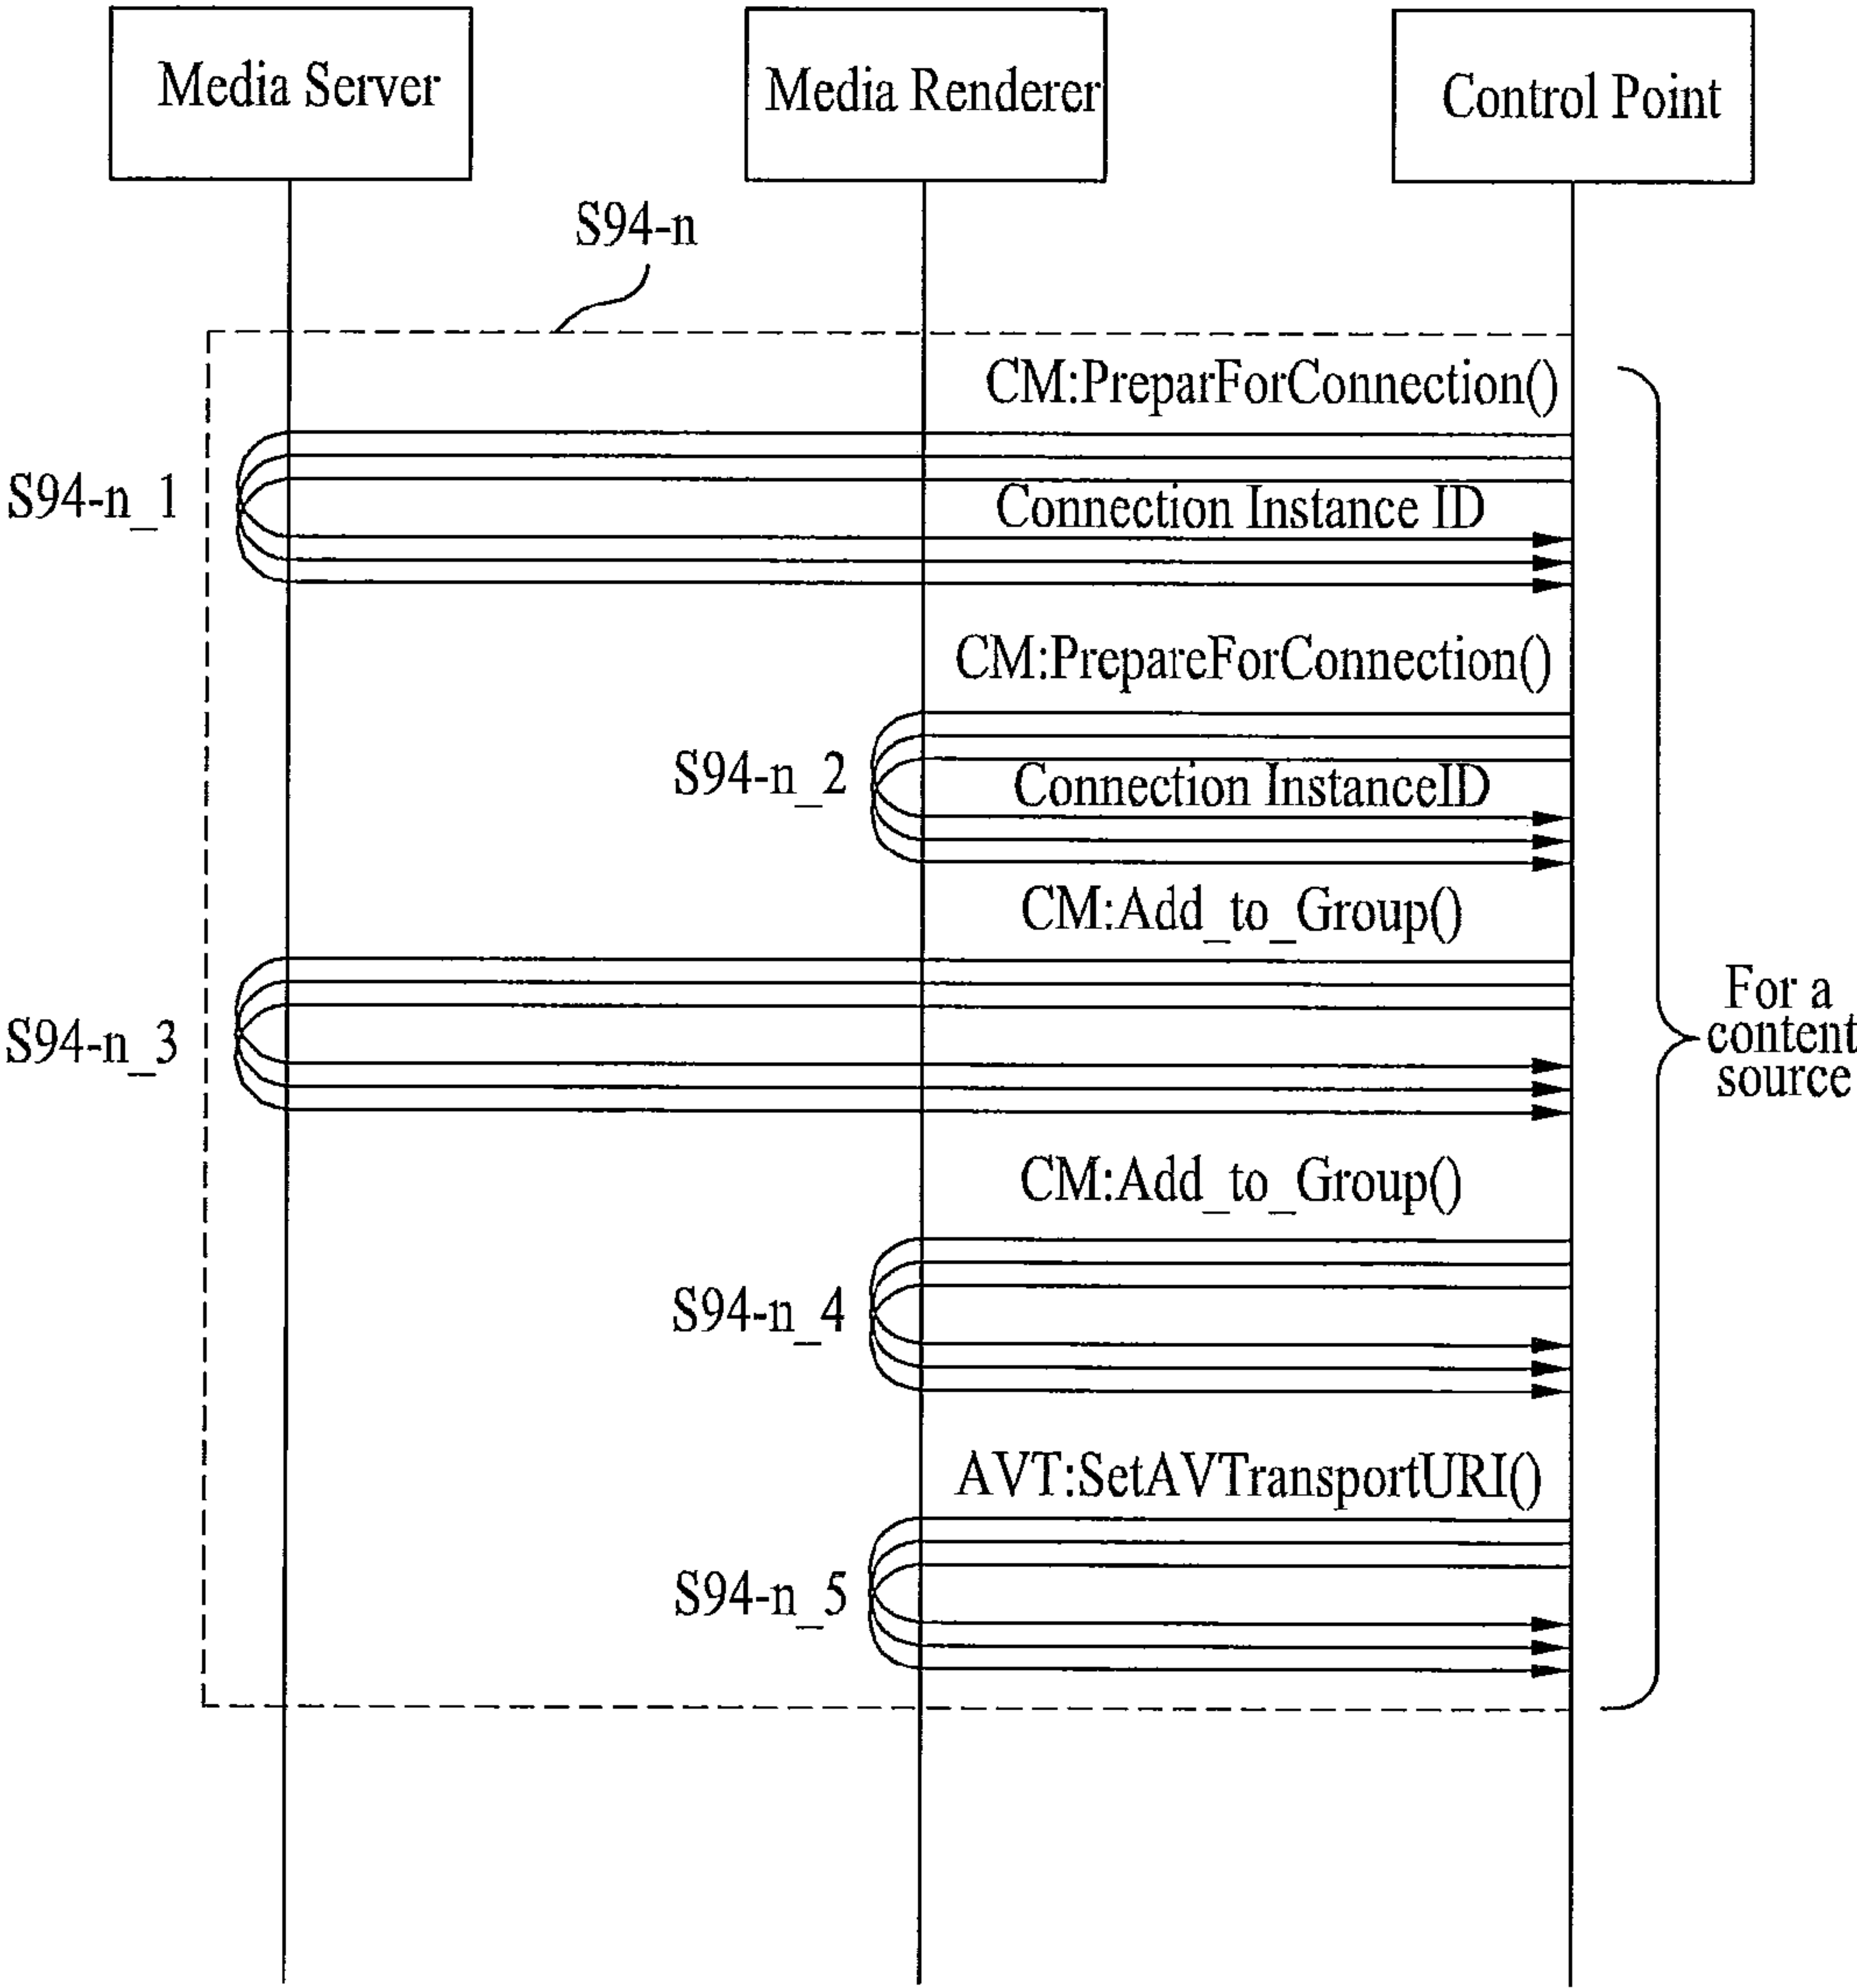 Media Server
Media Renderer
Control Point
S94-n
CM:PreparForConnection()
S94-n_1
Connection Instance ID
CM:PrepareForConnection()
S94-n_2
Connection InstanceID
CM:Add_to_Group()
S94-n_3
For a
content
source
CM:Add_to_Group()
S94-n_4
AVT:SetAVTransportURI()
S94-n_5